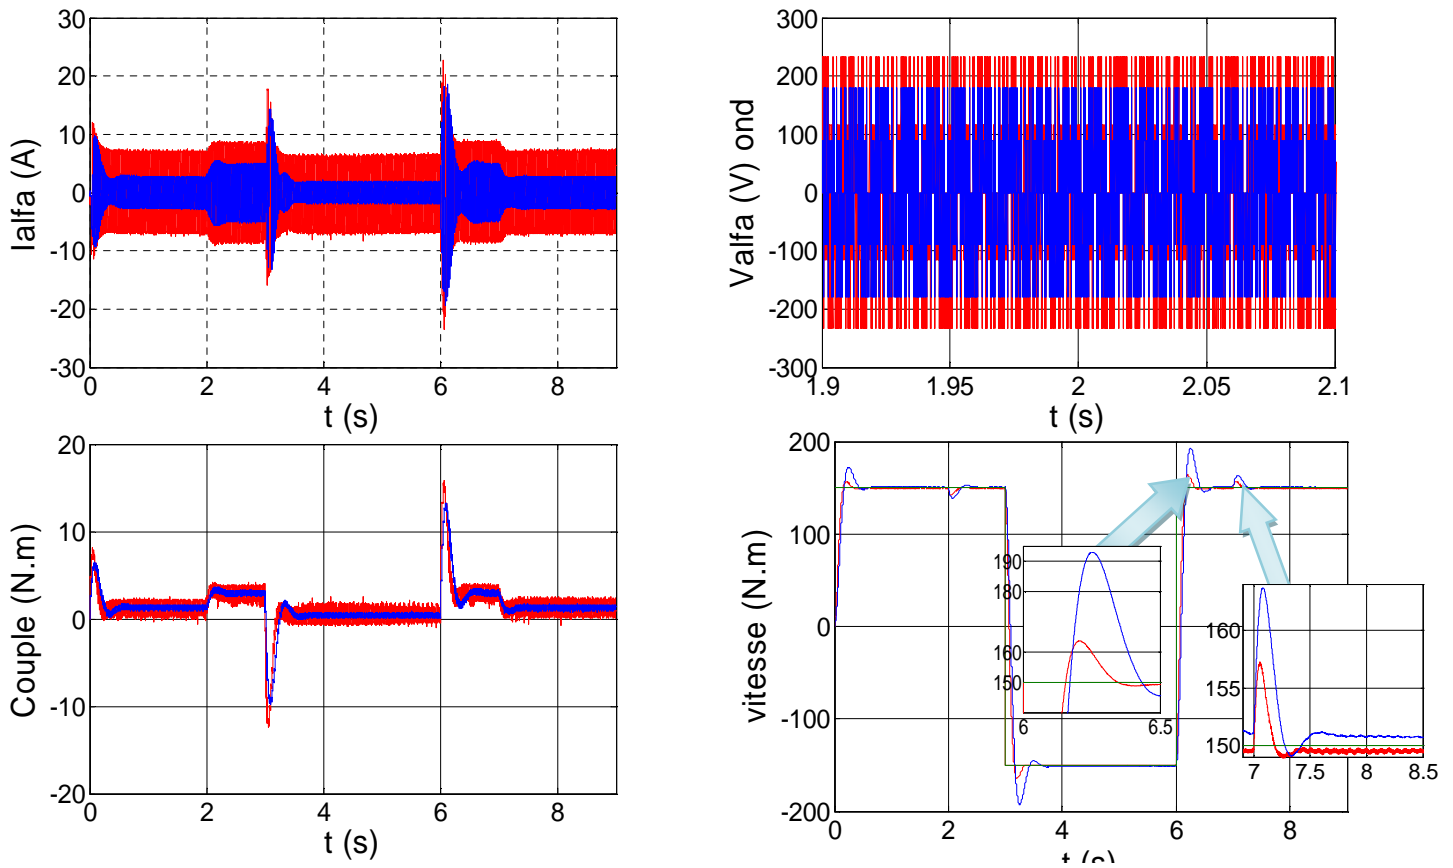 30
20
10
0
-10
-20
-30
0 2 4 6 8
Ialfa (A)
t (s)
300
200
100
0
-100
-200
-300
1.9 1.95 2 2.05 2.1
Valfa (V) ond
t (s)
20
10
0
-10
-20
0 2 4 6 8
Couple (N.m)
t (s)
200
100
0
-100
-200
0 2 4 6 8
vitesse (N.m)
t (s)
190
180
160
150
6 6.5
160
155
150
7 7.5 8 8.5